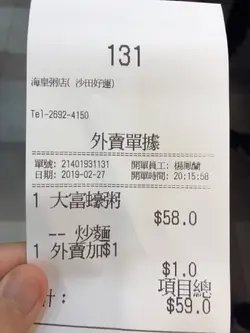 131
海皇粥店( 沙田好運)
Tel-2692-4150
外賣單據
單號: 21401931131 開單員工: 楊鳳蘭
日期: 2019-02-27 開單時間: 20:15:58
1 大富蠔粥
$58.0
-- 炒麵
1 外賣加$1
$1.0
項目總
計: $59.0